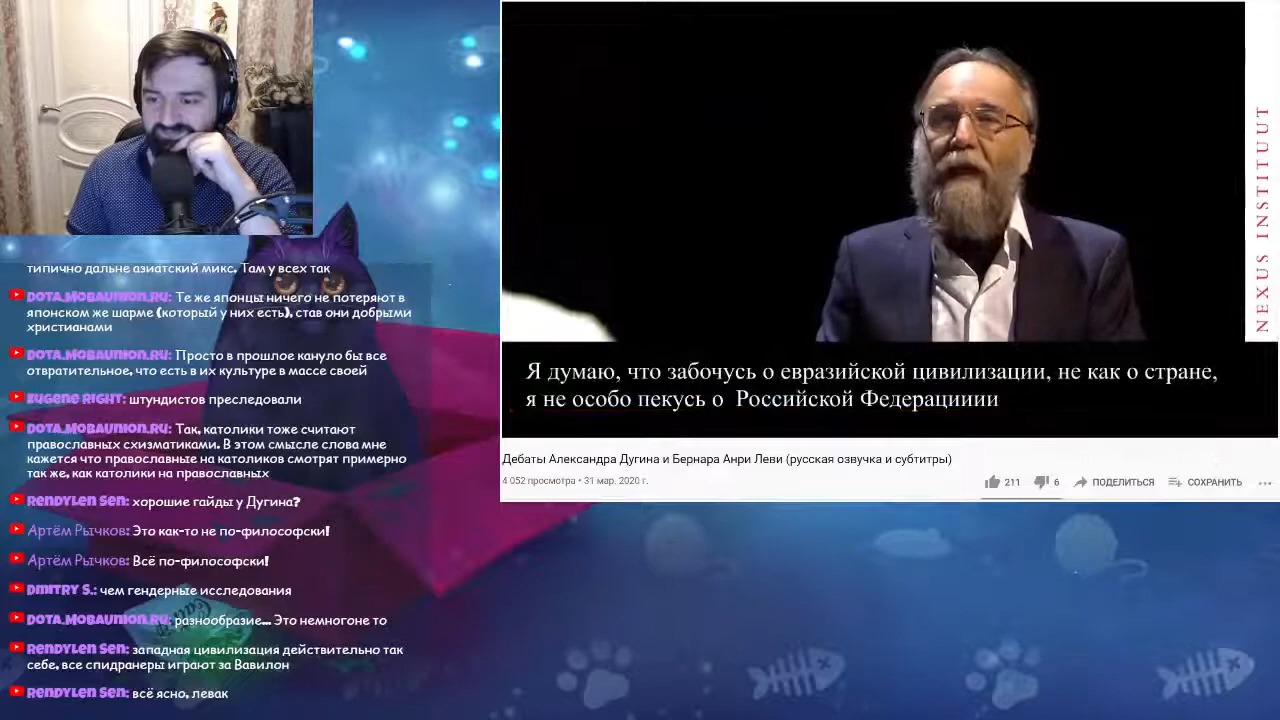 типично дальне азиатский микс. Там у всех так
DOTA.MOBAUNION.RU: Те же японцы ничего не потеряют в
японском же шарме (который у них есть), став они добрыми
христианами
DOTA.MOBAUNION.RU: Просто в прошлое кануло бы все
отвратительное, что есть в их культуре в массе своей
EUGENE RIGHT: штундистов преследовали
DOTA.MOBAUNION.RU: Так, католики тоже считают
православных схизматиками. В этом смысле слова мне
кажется что православные на католиков смотрят примерно
так же, как католики на православных
Rendylen Sen: хорошие гайды у Дугина?
Артём Рычков: Это как-то не по-философски!
Артём Рычков: Всё по-философски!
Dmitry S.: чем гендерные исследования
DOTA.MOBAUNION.RU: разнообразие... Это немногоне то
Rendylen Sen: западная цивилизация действительно так
себе, все спидранеры играют за Вавилон
Rendylen Sen: всё ясно, левак
NEXUS INSTITUUT
Я думаю, что забочусь о евразийской цивилизации, не как о стране,
я не особо пекусь о Российской Федерациииии
Дебаты Александра Дугина и Бернара Анри Леви (русская озвучка и субтитры)
4 052 просмотра • 31 мар. 2020 г.
211 6 ПОДЕЛИТЬСЯ СОХРАНИТЬ ...